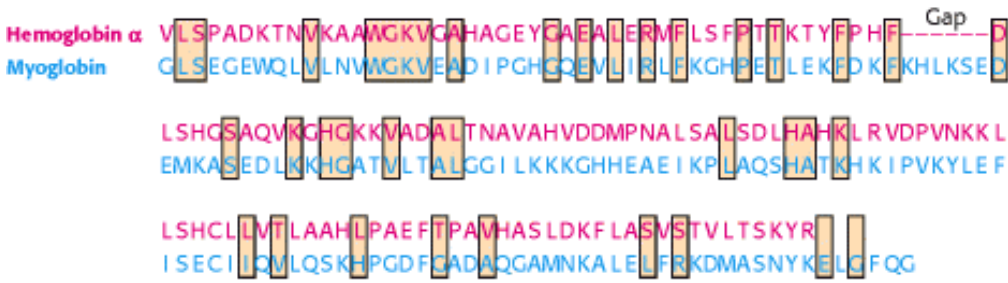 Gap
Hemoglobin α VLSPADKTNVKAAWGKVGAHAGEYGAEALERMFLSFPTTKTYFPHF------D
Myoglobin GLSEGEWQLVLNVWGKVEADIPGHGQEVLIRLFKGHPETLEKFDKFKHLKSED
LSHGSAQVKGHGKKVADALTNAVAHVDDMPNALSALSDLHAHKLRVDPVNKKL
EMKASEDLKKHGATVLTALGGILKKKGHHEAEIKPLAQSHATKHKIPVKYLEF
LSHCLLVTLAAHLPAEFTPAVHASLDKFLASVSTVLTSKYR
ISECIIQVLQSKHPGDFGADAQGAMNKALELFRKDMASNYKELGFQG